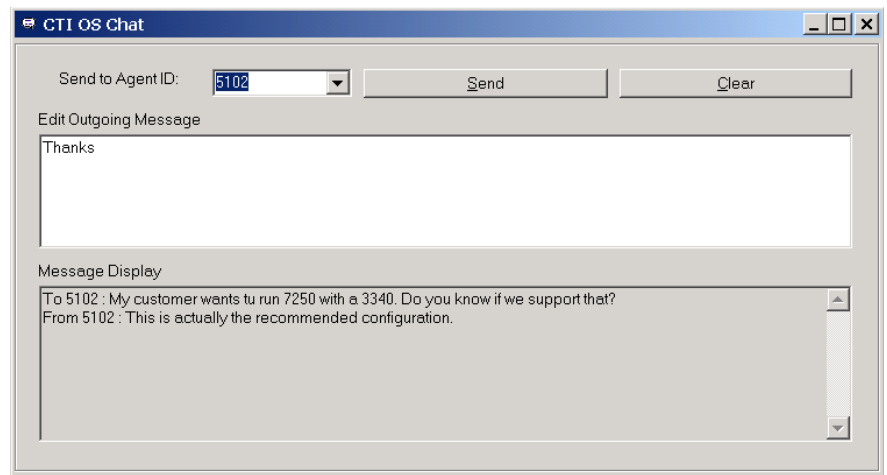 CTI OS Chat
Send to Agent ID: 5102 Send Clear
Edit Outgoing Message
Thanks
Message Display
To 5102 : My customer wants tu run 7250 with a 3340. Do you know if we support that?
From 5102 : This is actually the recommended configuration.